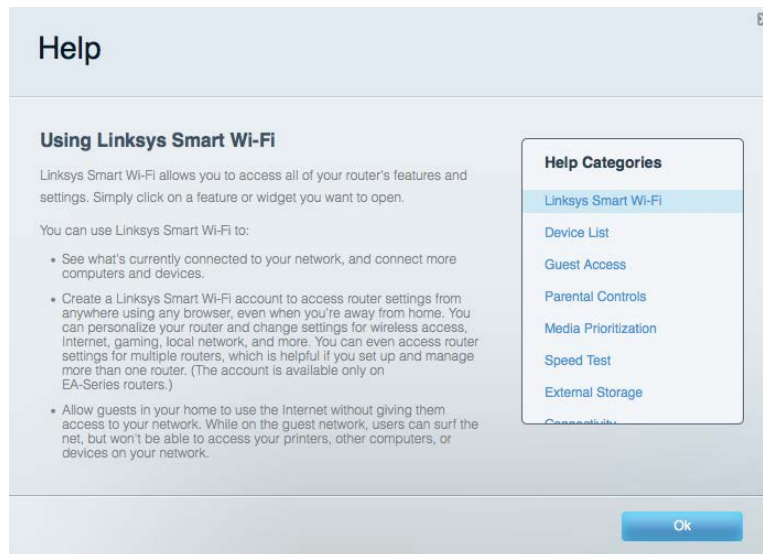 Help
Using Linksys Smart Wi-Fi
Linksys Smart Wi-Fi allows you to access all of your router's features and
settings. Simply click on a feature or widget you want to open.
You can use Linksys Smart Wi-Fi to:
• See what's currently connected to your network, and connect more
computers and devices.
• Create a Linksys Smart Wi-Fi account to access router settings from
anywhere using any browser, even when you're away from home. You
can personalize your router and change settings for wireless access,
Internet, gaming, local network, and more. You can even access router
settings for multiple routers, which is helpful if you set up and manage
more than one router. (The account is available only on
EA-Series routers.)
• Allow guests in your home to use the Internet without giving them
access to your network. While on the guest network, users can surf the
net, but won't be able to access your printers, other computers, or
devices on your network.
Help Categories
Linksys Smart Wi-Fi
Device List
Guest Access
Parental Controls
Media Prioritization
Speed Test
External Storage
Connectivity
Ok